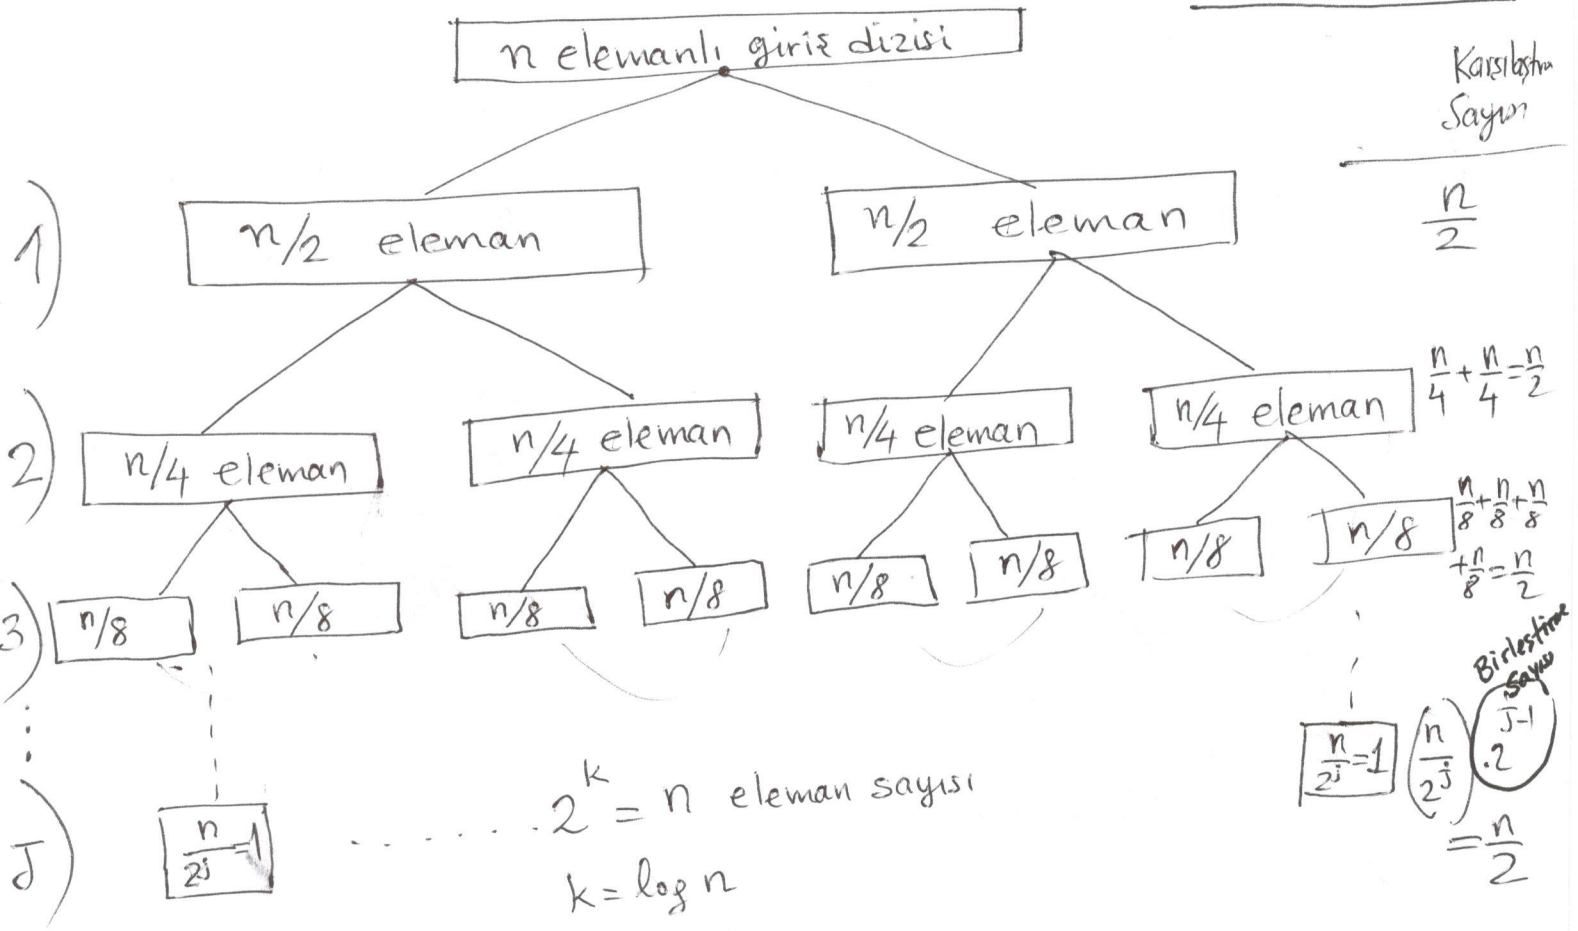 n elemanlı giriş dizisi
Karşılaştırma
Sayısı
1) n/2 eleman n/2 eleman n/2
2) n/4 eleman n/4 eleman n/4 eleman n/4 eleman n/4 + n/4 = n/2
3) n/8 n/8 n/8 n/8 n/8 n/8 n/8 n/8 n/8 + n/8 + n/8
+ n/8 = n/2
Birleştirme
Sayısı
J) n/2^j = 1 ....... 2^k = n eleman sayısı n/2^j = 1 (n/2^j) . 2^(J-1)
= n/2
k = log n